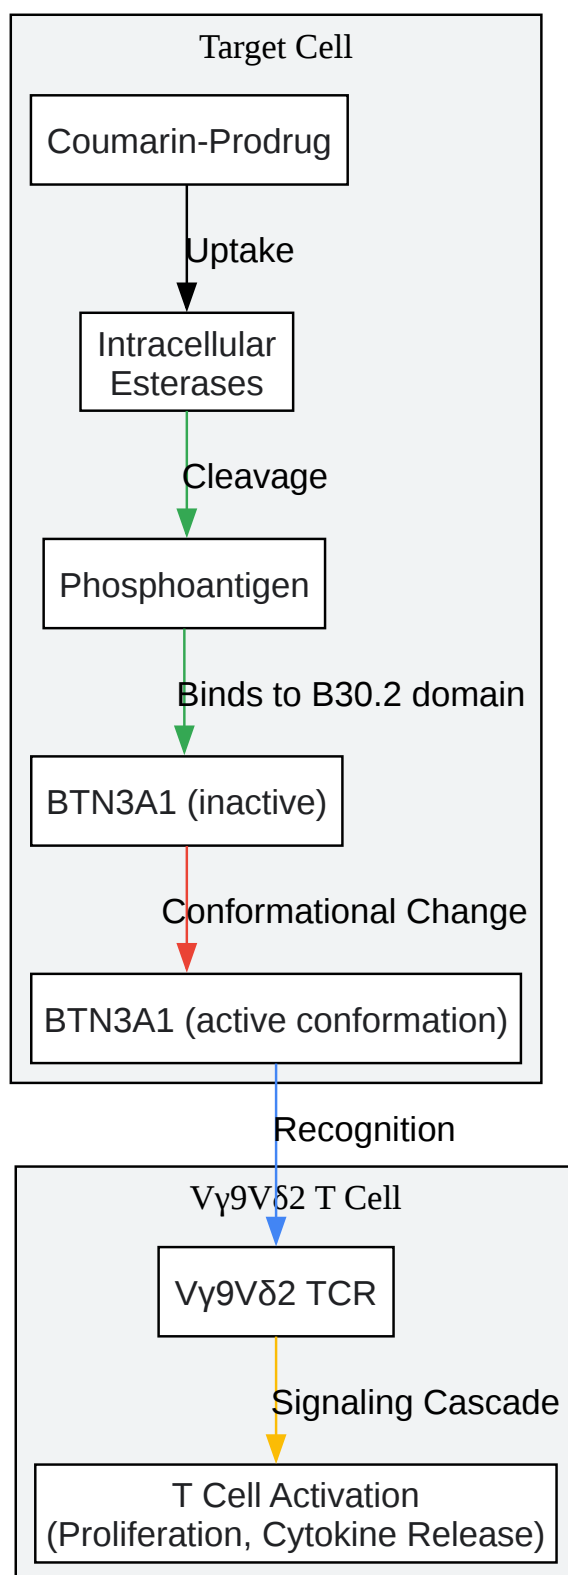 Target Cell
Coumarin-Prodrug
Uptake
Intracellular
Esterases
Cleavage
Phosphoantigen
Binds to B30.2 domain
BTN3A1 (inactive)
Conformational Change
BTN3A1 (active conformation)
Recognition
Vγ9Vδ2 T Cell
Vγ9Vδ2 TCR
Signaling Cascade
T Cell Activation
(Proliferation, Cytokine Release)